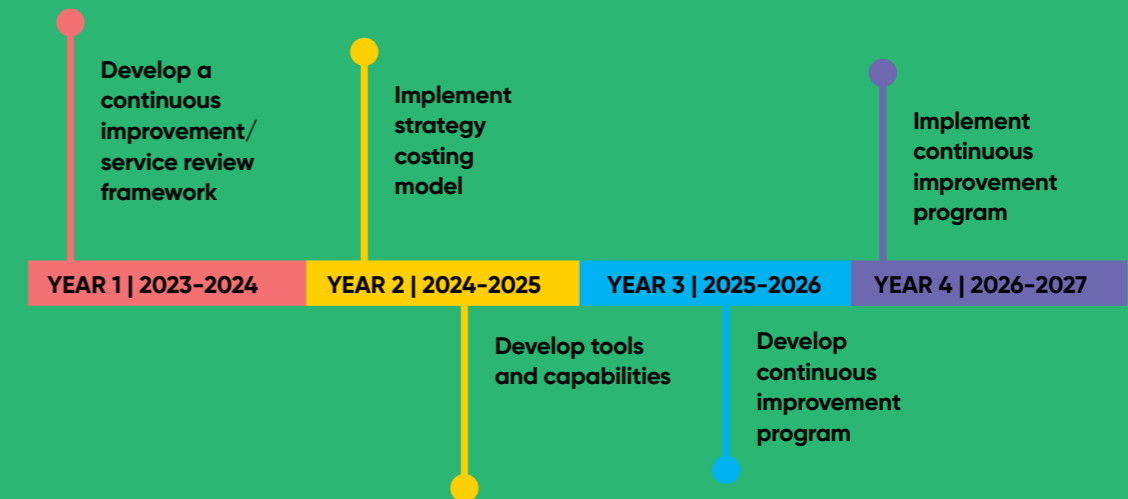 Develop a
continuous
improvement/
service review
framework
Implement
strategy
costing
model
Implement
continuous
improvement
program
YEAR 1 | 2023-2024
YEAR 2 | 2024-2025
YEAR 3 | 2025-2026
YEAR 4 | 2026-2027
Develop tools
and capabilities
Develop
continuous
improvement
program